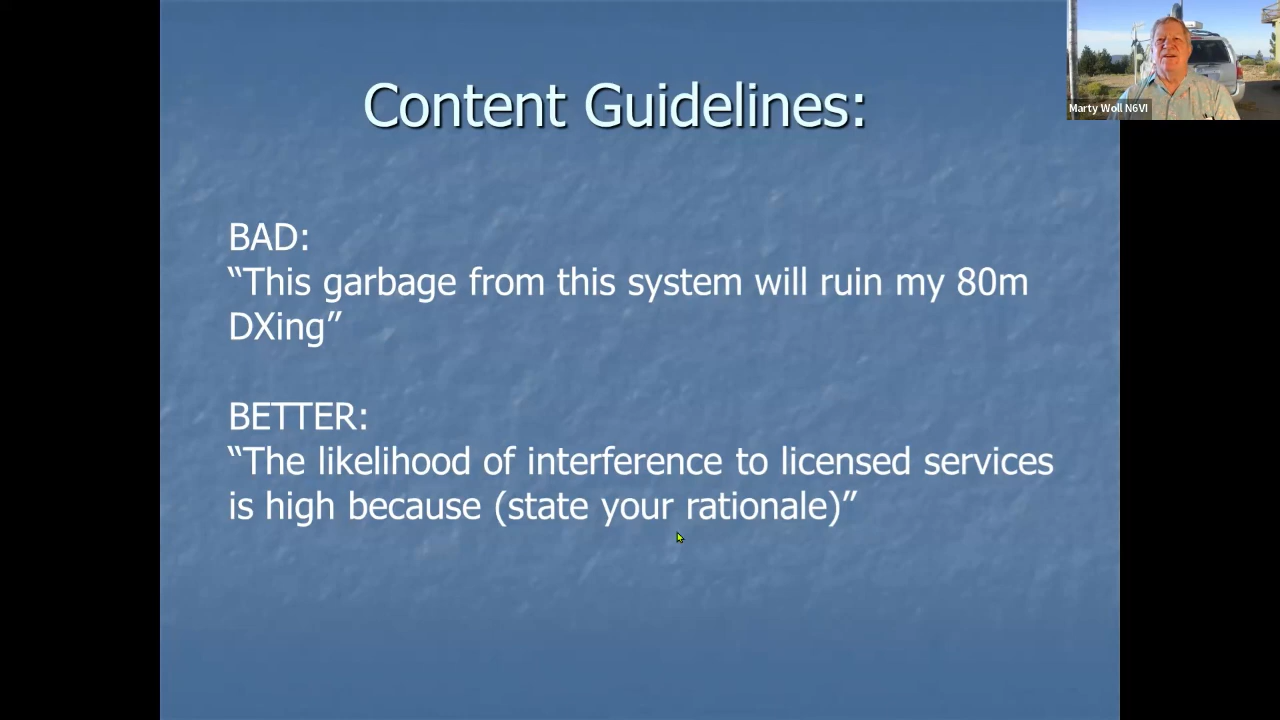 Content Guidelines:
Marty Woll N6VI
BAD:
“This garbage from this system will ruin my 80m
DXing”
BETTER:
“The likelihood of interference to licensed services
is high because (state your rationale)”